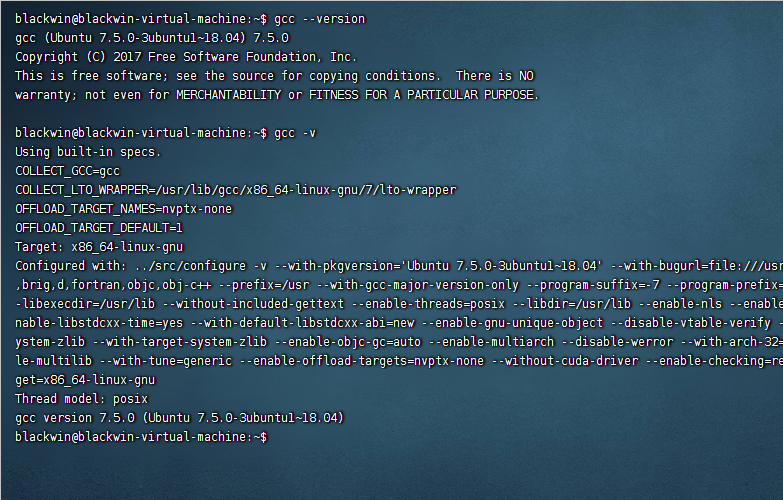 blackwin@blackwin-virtual-machine:~$ gcc --version
gcc (Ubuntu 7.5.0-3ubuntu1~18.04) 7.5.0
Copyright (C) 2017 Free Software Foundation, Inc.
This is free software; see the source for copying conditions.  There is NO
warranty; not even for MERCHANTABILITY or FITNESS FOR A PARTICULAR PURPOSE.
blackwin@blackwin-virtual-machine:~$ gcc -v
Using built-in specs.
COLLECT_GCC=gcc
COLLECT_LTO_WRAPPER=/usr/lib/gcc/x86_64-linux-gnu/7/lto-wrapper
OFFLOAD_TARGET_NAMES=nvptx-none
OFFLOAD_TARGET_DEFAULT=1
Target: x86_64-linux-gnu
Configured with: ../src/configure -v --with-pkgversion='Ubuntu 7.5.0-3ubuntu1~18.04' --with-bugurl=file:///usr
,brig,d,fortran,objc,obj-c++ --prefix=/usr --with-gcc-major-version-only --program-suffix=-7 --program-prefix=
-libexecdir=/usr/lib --without-included-gettext --enable-threads=posix --libdir=/usr/lib --enable-nls --enable
nable-libstdcxx-time=yes --with-default-libstdcxx-abi=new --enable-gnu-unique-object --disable-vtable-verify -
ystem-zlib --with-target-system-zlib --enable-objc-gc=auto --enable-multiarch --disable-werror --with-arch-32=
le-multilib --with-tune=generic --enable-offload-targets=nvptx-none --without-cuda-driver --enable-checking=re
get=x86_64-linux-gnu
Thread model: posix
gcc version 7.5.0 (Ubuntu 7.5.0-3ubuntu1~18.04)
blackwin@blackwin-virtual-machine:~$